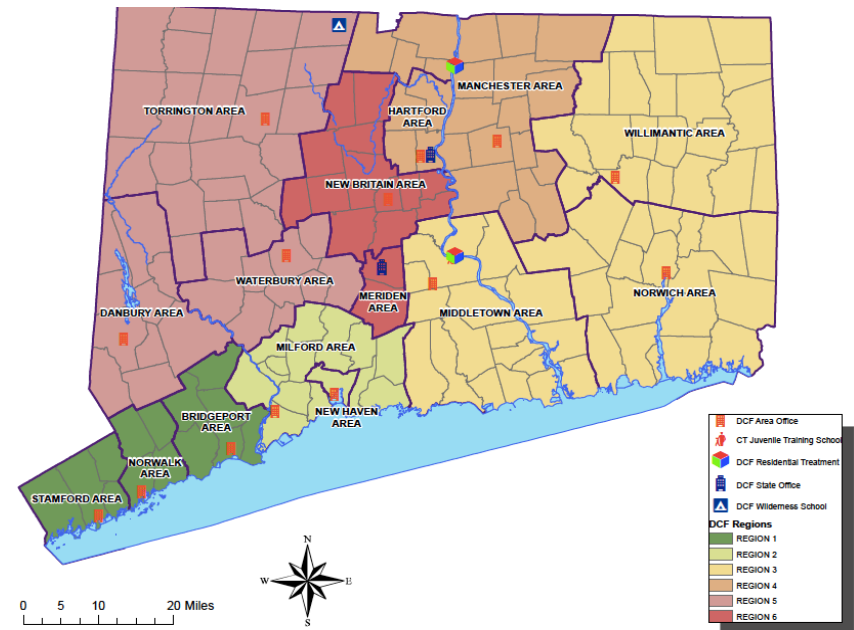 TORRINGTON AREA
HARTFORD
AREA
MANCHESTER AREA
WILLIMANTIC AREA
NEW BRITAIN AREA
WATERBURY AREA
MERIDEN
AREA
DANBURY AREA
MIDDLETOWN AREA
NORWICH AREA
MILFORD AREA
NEW HAVEN
AREA
BRIDGEPORT
AREA
NORWALK
AREA
STAMFORD AREA
DCF Area Office
CT Juvenile Training School
DCF Residential Treatment
DCF State Office
DCF Wilderness School
DCF Regions
REGION 1
REGION 2
REGION 3
REGION 4
REGION 5
REGION 6
N
W
E
S
0 5 10 20 Miles